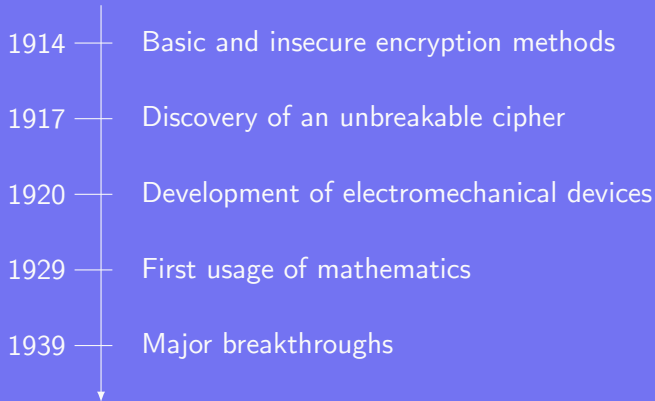 1914 Basic and insecure encryption methods
1917 Discovery of an unbreakable cipher
1920 Development of electromechanical devices
1929 First usage of mathematics
1939 Major breakthroughs